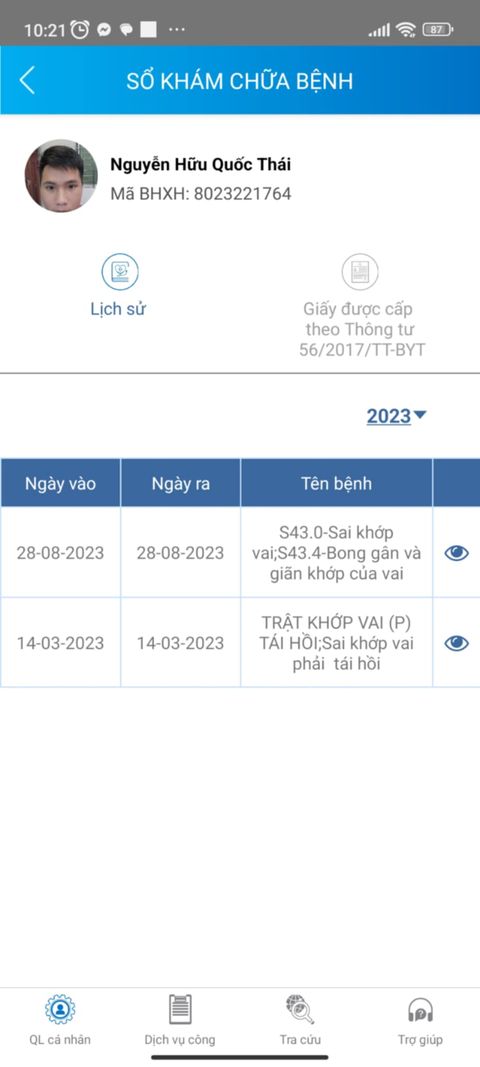 10:21
87
SỔ KHÁM CHỮA BỆNH
Nguyễn Hữu Quốc Thái
Mã BHXH: 8023221764
Lịch sử
Giấy được cấp
theo Thông tư
56/2017/TT-BYT
2023
Ngày vào
Ngày ra
Tên bệnh
28-08-2023
28-08-2023
S43.0-Sai khớp
vai;S43.4-Bong gân và
giãn khớp của vai
14-03-2023
14-03-2023
TRẬT KHỚP VAI (P)
TÁI HỒI;Sai khớp vai
phải tái hồi
QL cá nhân
Dịch vụ công
Tra cứu
Trợ giúp